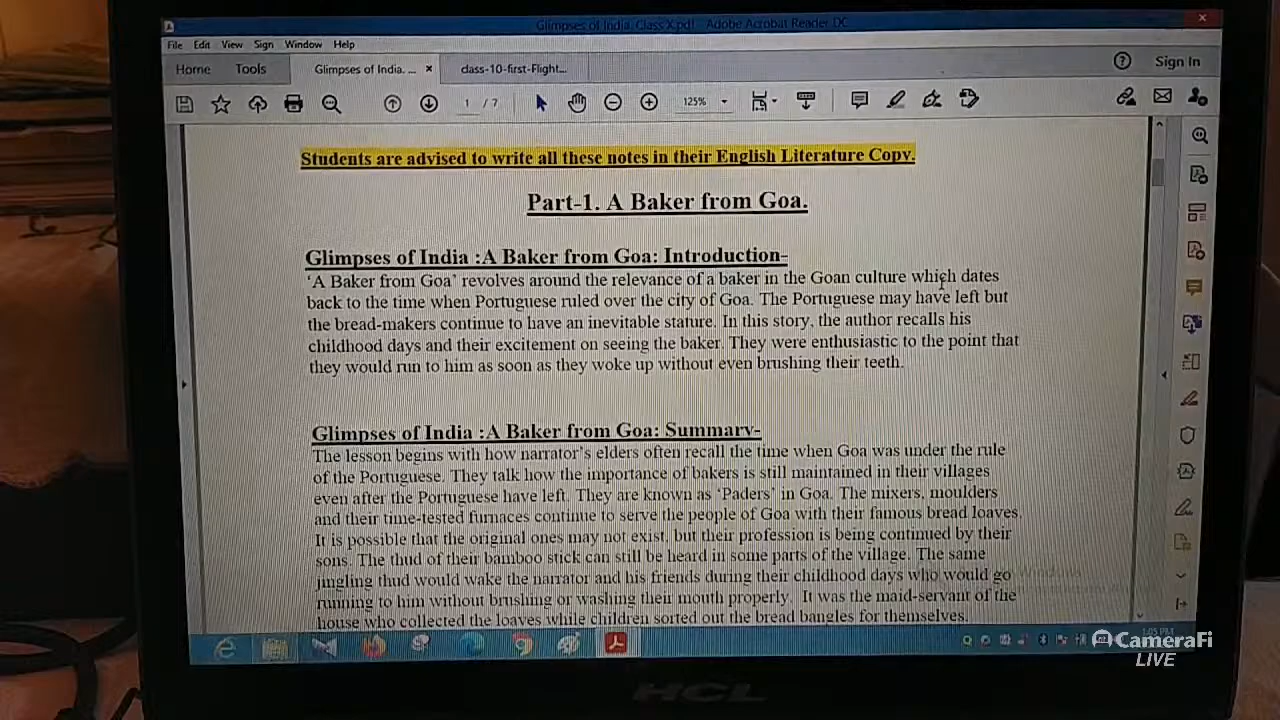 Glimpses of India, Class X.pdf - Adobe Acrobat Reader DC
File Edit View Sign Window Help
Home Tools Glimpses of India. ... × class-10-first-Flight... Sign In
1 / 7 125%
Students are advised to write all these notes in their English Literature Copy.
Part-1. A Baker from Goa.
Glimpses of India :A Baker from Goa: Introduction-
‘A Baker from Goa’ revolves around the relevance of a baker in the Goan culture which dates
back to the time when Portuguese ruled over the city of Goa. The Portuguese may have left but
the bread-makers continue to have an inevitable stature. In this story, the author recalls his
childhood days and their excitement on seeing the baker. They were enthusiastic to the point that
they would run to him as soon as they woke up without even brushing their teeth.
Glimpses of India :A Baker from Goa: Summary-
The lesson begins with how narrator’s elders often recall the time when Goa was under the rule
of the Portuguese. They talk how the importance of bakers is still maintained in their villages
even after the Portuguese have left. They are known as ‘Paders’ in Goa. The mixers, moulders
and their time-tested furnaces continue to serve the people of Goa with their famous bread loaves.
It is possible that the original ones may not exist, but their profession is being continued by their
sons. The thud of their bamboo stick can still be heard in some parts of the village. The same
jingling thud would wake the narrator and his friends during their childhood days who would go
running to him without brushing or washing their mouth properly. It was the maid-servant of the
house who collected the loaves while children sorted out the bread bangles for themselves.
1:05 PM
CameraFi
LIVE
HCL